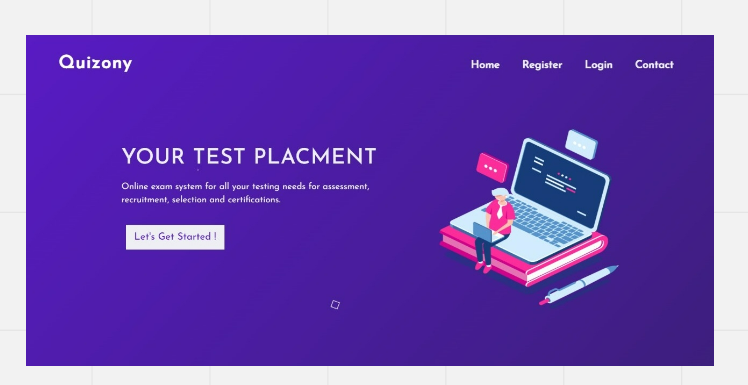 Quizony
Home Register Login Contact
YOUR TEST PLACMENT
Online exam system for all your testing needs for assessment,
recruitment, selection and certifications.
Let's Get Started !